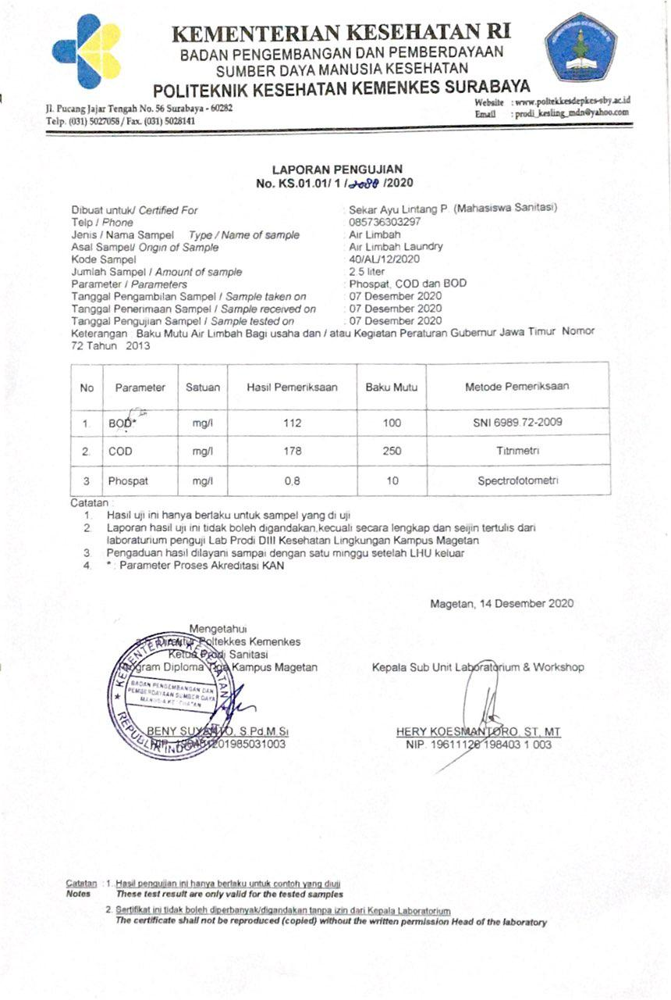 KEMENTERIAN KESEHATAN RI
BADAN PENGEMBANGAN DAN PEMBERDAYAAN
SUMBER DAYA MANUSIA KESEHATAN
POLITEKNIK KESEHATAN KEMENKES SURABAYA
Jl. Pucang Jajar Tengah No. 56 Surabaya - 60282
Telp. (031) 5027058 / Fax. (031) 5028141
Website : www.poltekkesdepkes-sby.ac.id
Email : prodi_kesling_mdn@yahoo.com
LAPORAN PENGUJIAN
No. KS.01.01/ 1 /2088 /2020
Dibuat untuk/ Certified For : Sekar Ayu Lintang P. (Mahasiswa Sanitasi)
Telp / Phone : 085736303297
Jenis / Nama Sampel Type / Name of sample : Air Limbah
Asal Sampel/ Origin of Sample : Air Limbah Laundry
Kode Sampel : 40/AL/12/2020
Jumlah Sampel / Amount of sample : 2.5 liter
Parameter / Parameters : Phospat, COD dan BOD
Tanggal Pengambilan Sampel / Sample taken on : 07 Desember 2020
Tanggal Penerimaan Sampel / Sample received on : 07 Desember 2020
Tanggal Pengujian Sampel / Sample tested on : 07 Desember 2020
Keterangan : Baku Mutu Air Limbah Bagi usaha dan / atau Kegiatan Peraturan Gubernur Jawa Timur Nomor
72 Tahun 2013
No Parameter Satuan Hasil Pemeriksaan Baku Mutu Metode Pemeriksaan
1. BOD* mg/l 112 100 SNI 6989.72-2009
2. COD mg/l 178 250 Titrimetri
3 Phospat mg/l 0,8 10 Spectrofotometri
Catatan :
1. Hasil uji ini hanya berlaku untuk sampel yang di uji
2. Laporan hasil uji ini tidak boleh digandakan,kecuali secara lengkap dan seijin tertulis dari
laboraturium penguji Lab Prodi DIII Kesehatan Lingkungan Kampus Magetan
3. Pengaduan hasil dilayani sampai dengan satu minggu setelah LHU keluar
4. * : Parameter Proses Akreditasi KAN
Magetan, 14 Desember 2020
Mengetahui
Direktur Poltekkes Kemenkes
Ketua Prodi Sanitasi
Program Diploma Tiga Kampus Magetan
KEMENTERIAN KESEHATAN
BADAN PENGEMBANGAN DAN
PEMBERDAYAAN SUMBER DAYA
MANUSIA KESEHATAN
REPUBLIK INDONESIA
BENY SUYANTO, S.Pd,M.Si
Kepala Sub Unit Laboratorium & Workshop
HERY KOESMANTORO, ST, MT
NIP. 19611126 198403 1 003
Catatan : 1. Hasil pengujian ini hanya berlaku untuk contoh yang diuji
Notes These test result are only valid for the tested samples
2. Sertifikat ini tidak boleh diperbanyak/digandakan tanpa izin dari Kepala Laboratorium
The certificate shall not be reproduced (copied) without the written permission Head of the laboratory